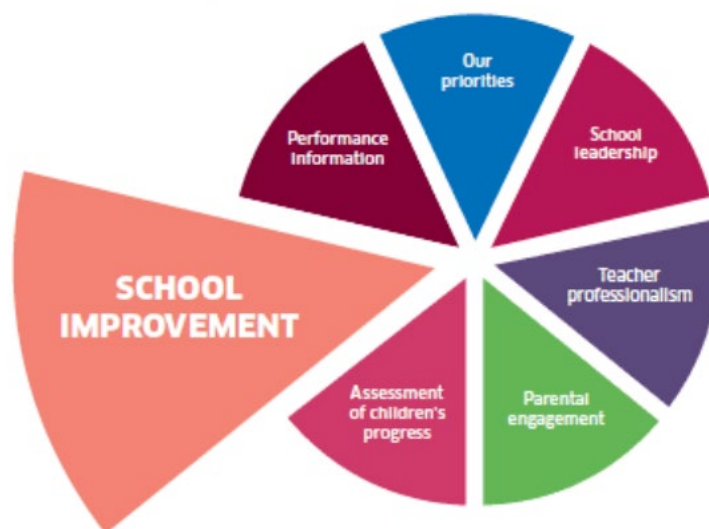 Our
priorities
School
leadership
Teacher
professionalism
Parental
engagement
Assessment
of children's
progress
SCHOOL
IMPROVEMENT
Performance
information